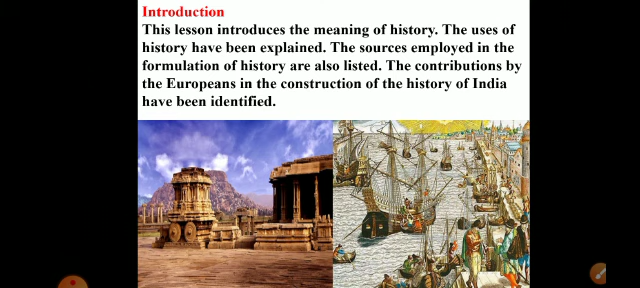 Introduction
This lesson introduces the meaning of history. The uses of
history have been explained. The sources employed in the
formulation of history are also listed. The contributions by
the Europeans in the construction of the history of India
have been identified.